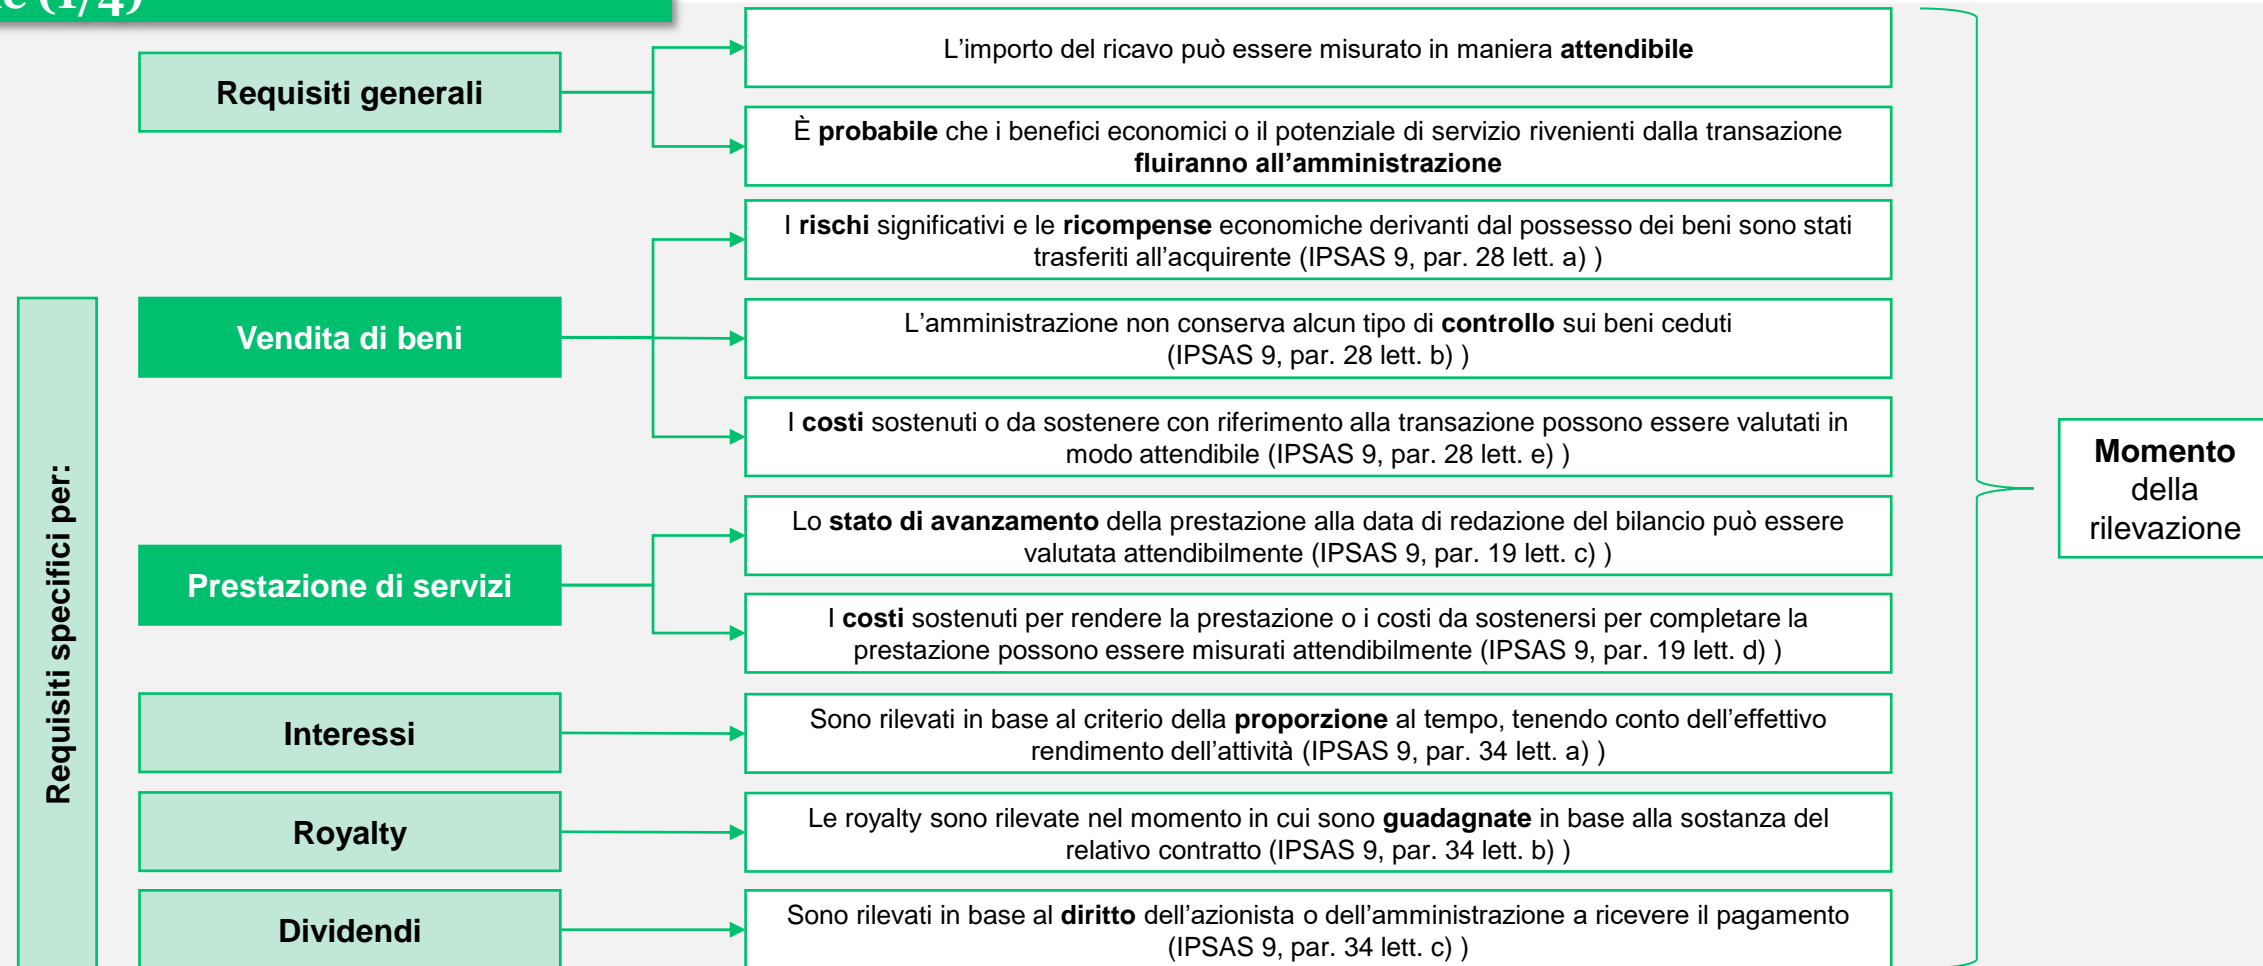 (1/4)
Requisiti generali
L’importo del ricavo può essere misurato in maniera attendibile
È probabile che i benefici economici o il potenziale di servizio rivenienti dalla transazione
fluiranno all’amministrazione
Requisiti specifici per:
Vendita di beni
I rischi significativi e le ricompense economiche derivanti dal possesso dei beni sono stati
trasferiti all’acquirente (IPSAS 9, par. 28 lett. a) )
L’amministrazione non conserva alcun tipo di controllo sui beni ceduti
(IPSAS 9, par. 28 lett. b) )
I costi sostenuti o da sostenere con riferimento alla transazione possono essere valutati in
modo attendibile (IPSAS 9, par. 28 lett. e) )
Prestazione di servizi
Lo stato di avanzamento della prestazione alla data di redazione del bilancio può essere
valutata attendibilmente (IPSAS 9, par. 19 lett. c) )
I costi sostenuti per rendere la prestazione o i costi da sostenersi per completare la
prestazione possono essere misurati attendibilmente (IPSAS 9, par. 19 lett. d) )
Interessi
Sono rilevati in base al criterio della proporzione al tempo, tenendo conto dell’effettivo
rendimento dell’attività (IPSAS 9, par. 34 lett. a) )
Royalty
Le royalty sono rilevate nel momento in cui sono guadagnate in base alla sostanza del
relativo contratto (IPSAS 9, par. 34 lett. b) )
Dividendi
Sono rilevati in base al diritto dell’azionista o dell’amministrazione a ricevere il pagamento
(IPSAS 9, par. 34 lett. c) )
Momento
della
rilevazione